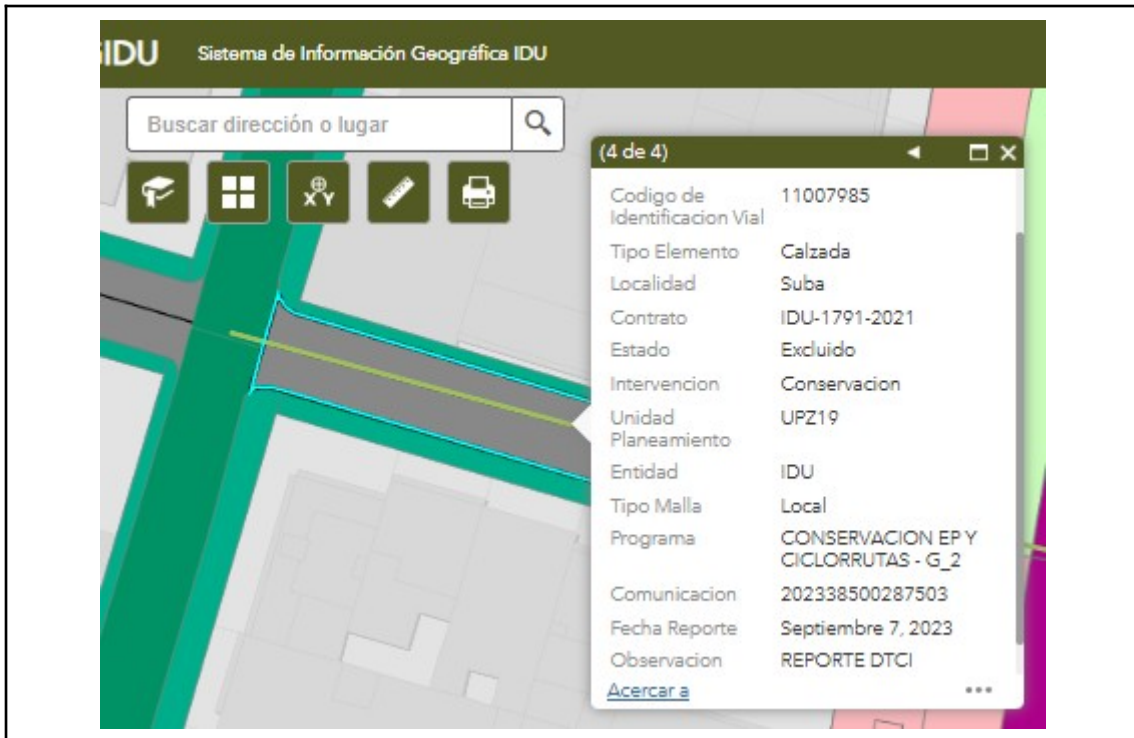 IDU Sistema de Información Geográfica IDU
Buscar dirección o lugar
(4 de 4)
Codigo de Identificacion Vial 11007985
Tipo Elemento Calzada
Localidad Suba
Contrato IDU-1791-2021
Estado Excluido
Intervencion Conservacion
Unidad Planeamiento UPZ19
Entidad IDU
Tipo Malla Local
Programa CONSERVACION EP Y CICLORRUTAS - G_2
Comunicacion 202338500287503
Fecha Reporte Septiembre 7, 2023
Observacion REPORTE DTCI
Acercar a